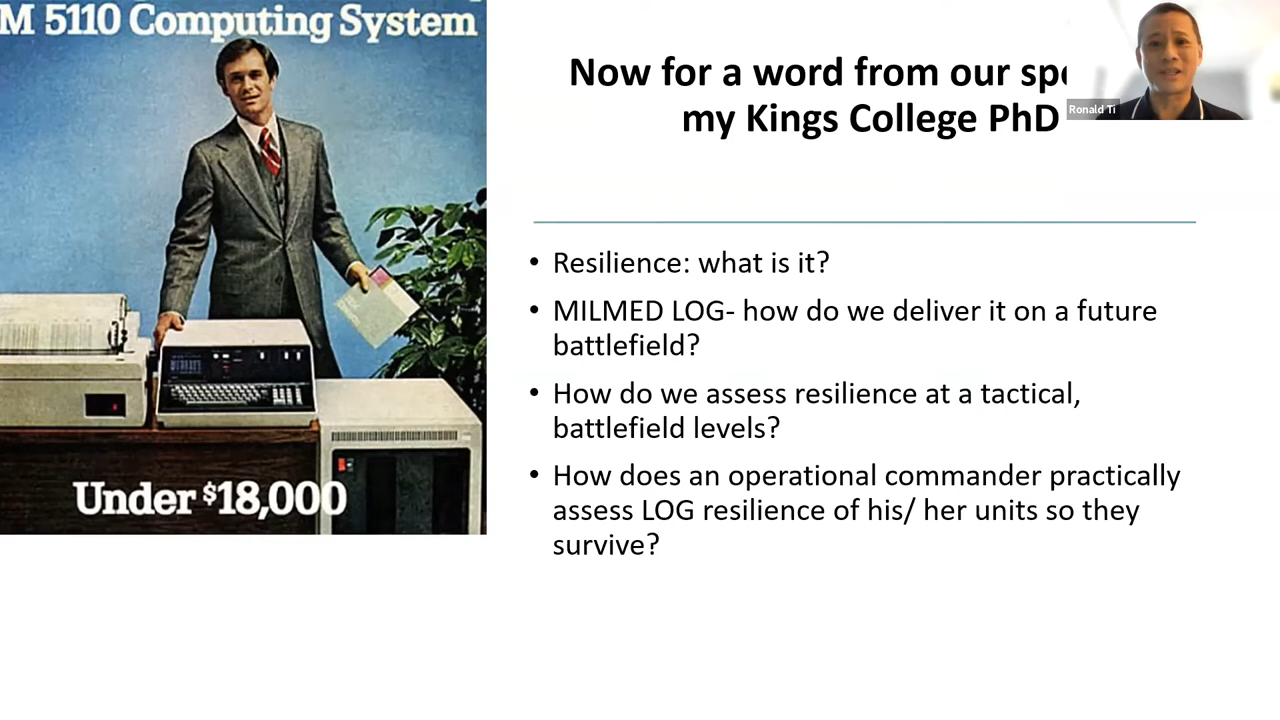 M 5110 Computing System
Under $18,000
Now for a word from our
my Kings College PhD
Ronald Ti
• Resilience: what is it?
• MILMED LOG- how do we deliver it on a future
battlefield?
• How do we assess resilience at a tactical,
battlefield levels?
• How does an operational commander practically
assess LOG resilience of his/ her units so they
survive?